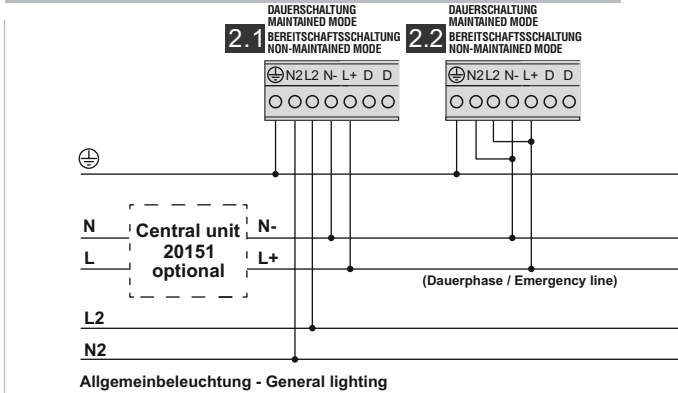 DAUERSCHALTUNG
MAINTAINED MODE
2.1 BEREITSCHAFTSSCHALTUNG
NON-MAINTAINED MODE
DAUERSCHALTUNG
MAINTAINED MODE
2.2 BEREITSCHAFTSSCHALTUNG
NON-MAINTAINED MODE
N2 L2 N- L+ D D
N2 L2 N- L+ D D
N Central unit N-
L 20151 L+
optional
(Dauerphase / Emergency line)
L2
N2
Allgemeinbeleuchtung - General lighting